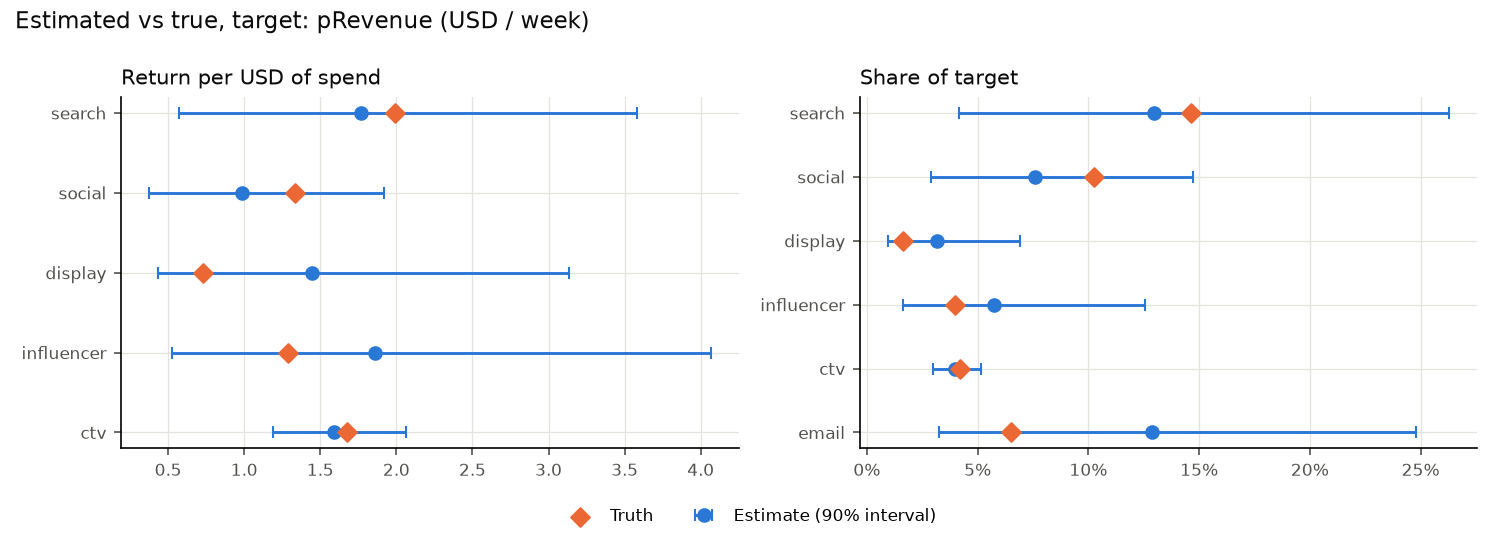 Estimated vs true, target: pRevenue (USD / week)
Return per USD of spend
search
social
display
influencer
ctv
0.5 1.0 1.5 2.0 2.5 3.0 3.5 4.0
Share of target
search
social
display
influencer
ctv
email
0% 5% 10% 15% 20% 25%
Truth Estimate (90% interval)